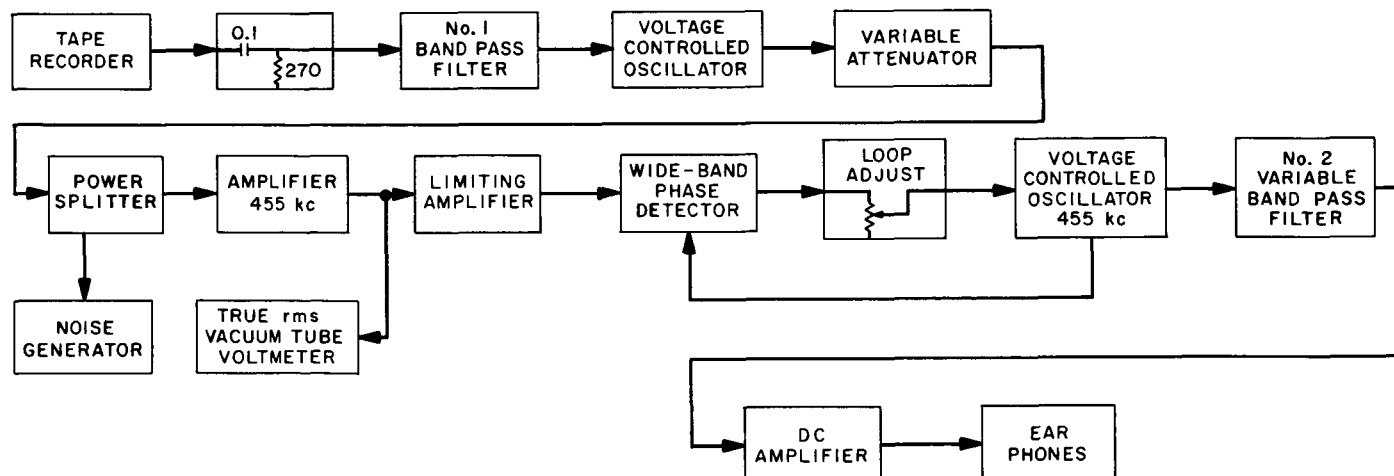 TAPE
RECORDER
0.1
270
No. 1
BAND PASS
FILTER
VOLTAGE
CONTROLLED
OSCILLATOR
VARIABLE
ATTENUATOR
POWER
SPLITTER
AMPLIFIER
455 kc
LIMITING
AMPLIFIER
WIDE-BAND
PHASE
DETECTOR
LOOP
ADJUST
VOLTAGE
CONTROLLED
OSCILLATOR
455 kc
No. 2
VARIABLE
BAND PASS
FILTER
NOISE
GENERATOR
TRUE rms
VACUUM TUBE
VOLTMETER
DC
AMPLIFIER
EAR
PHONES